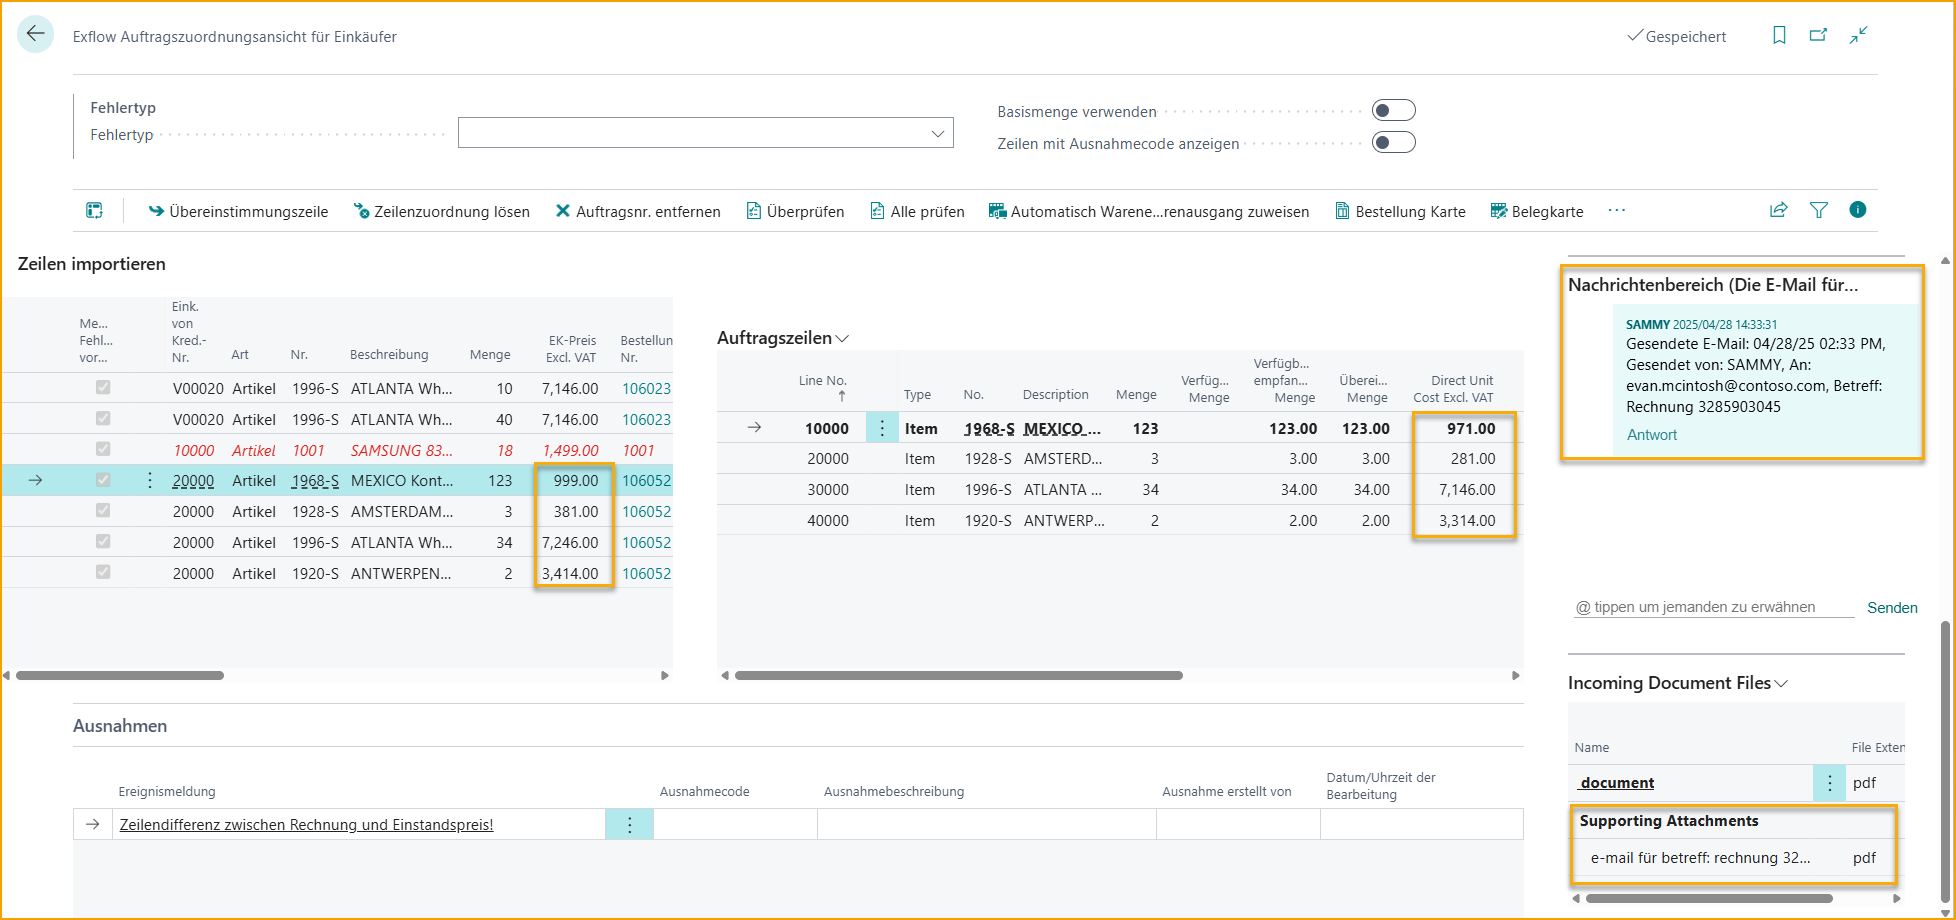 Exflow Auftragszuordnungsansicht für Einkäufer
Gespeichert
Fehlertyp
Fehlertyp
Basismenge verwenden
Zeilen mit Ausnahmecode anzeigen
Übereinstimmungszeile
Zeilenzuordnung lösen
Auftragsnr. entfernen
Überprüfen
Alle prüfen
Automatisch Warene...renausgang zuweisen
Bestellung Karte
Belegkarte
Zeilen importieren
Me... Fehl... vor...
Eink. von Kred.- Nr.
Art
Nr.
Beschreibung
Menge
EK-Preis Excl. VAT
Bestellun Nr.
V00020 Artikel 1996-S ATLANTA Wh... 10 7,146.00 106023
V00020 Artikel 1996-S ATLANTA Wh... 40 7,146.00 106023
10000 Artikel 1001 SAMSUNG 83... 18 1,499.00 1001
20000 Artikel 1968-S MEXICO Kont... 123 999.00 106052
20000 Artikel 1928-S AMSTERDAM... 3 381.00 106052
20000 Artikel 1996-S ATLANTA Wh... 34 7,246.00 106052
20000 Artikel 1920-S ANTWERPEN... 2 3,414.00 106052
Auftragszeilen
Line No.
Type
No.
Description
Menge
Verfüg... Menge
Verfügb... empfan... Menge
Überei... Menge
Direct Unit Cost Excl. VAT
10000 Item 1968-S MEXICO ... 123 123.00 123.00 971.00
20000 Item 1928-S AMSTERD... 3 3.00 3.00 281.00
30000 Item 1996-S ATLANTA ... 34 34.00 34.00 7,146.00
40000 Item 1920-S ANTWERP... 2 2.00 2.00 3,314.00
Nachrichtenbereich (Die E-Mail für...
SAMMY 2025/04/28 14:33:31
Gesendete E-Mail: 04/28/25 02:33 PM,
Gesendet von: SAMMY, An:
evan.mcintosh@contoso.com, Betreff:
Rechnung 3285903045
Antwort
@ tippen um jemanden zu erwähnen
Senden
Incoming Document Files
Name
File Exten
document pdf
Supporting Attachments
e-mail für betreff: rechnung 32... pdf
Ausnahmen
Ereignismeldung
Ausnahmecode
Ausnahmebeschreibung
Ausnahme erstellt von
Datum/Uhrzeit der Bearbeitung
Zeilendifferenz zwischen Rechnung und Einstandspreis!